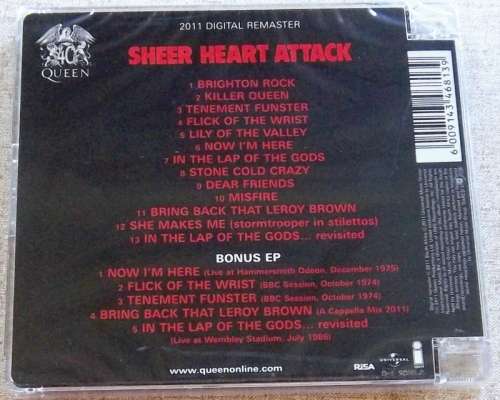 2011 DIGITAL REMASTER
40
QUEEN
SHEER HEART ATTACK
1 BRIGHTON ROCK
2 KILLER QUEEN
3 TENEMENT FUNSTER
4 FLICK OF THE WRIST
5 LILY OF THE VALLEY
6 NOW I'M HERE
7 IN THE LAP OF THE GODS
8 STONE COLD CRAZY
9 DEAR FRIENDS
10 MISFIRE
11 BRING BACK THAT LEROY BROWN
12 SHE MAKES ME (stormtrooper in stilettos)
13 IN THE LAP OF THE GODS... revisited
BONUS EP
1 NOW I'M HERE (Live at Hammersmith Odeon, December 1975)
2 FLICK OF THE WRIST (BBC Session, October 1974)
3 TENEMENT FUNSTER (BBC Session, October 1974)
4 BRING BACK THAT LEROY BROWN (A Cappella Mix 2011)
5 IN THE LAP OF THE GODS... revisited
(Live at Wembley Stadium, July 1986)
www.queenonline.com
RiSA
UNIVERSAL
6 009143 468139